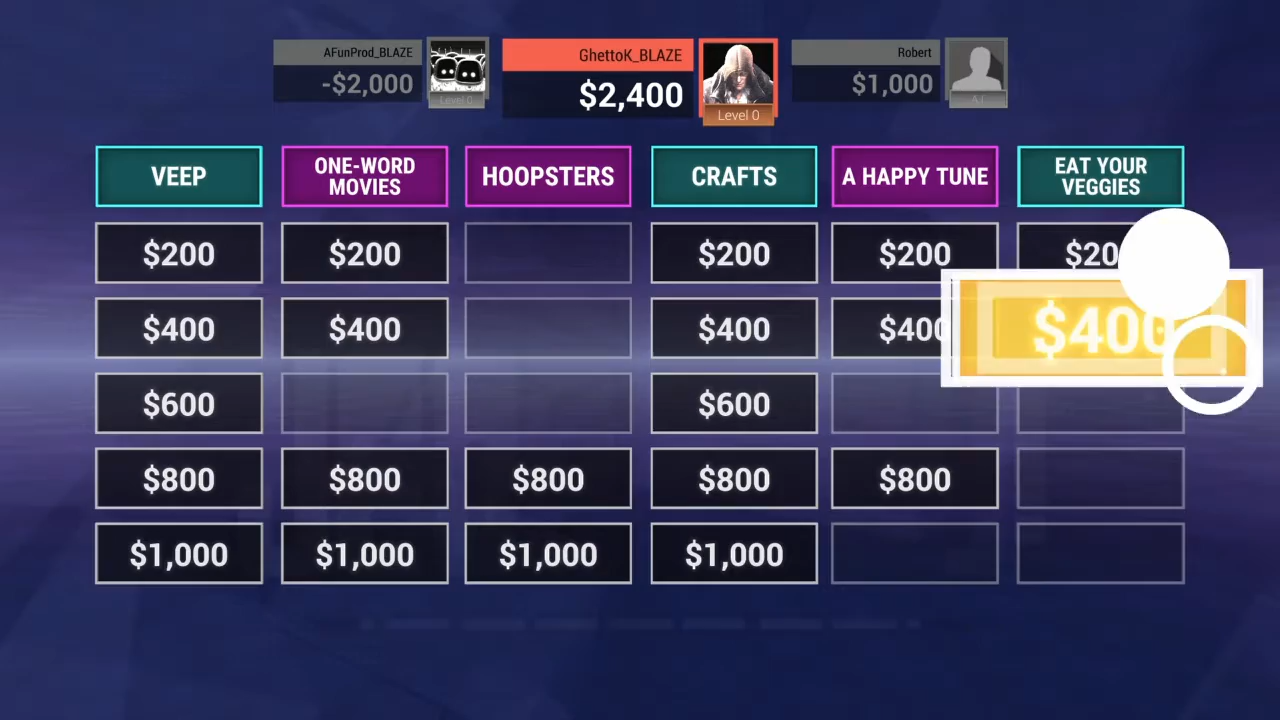 AFunProd_BLAZE
-$2,000
Level 0
GhettoK_BLAZE
$2,400
Level 0
Robert
$1,000
VEEP
ONE-WORD
MOVIES
HOOPSTERS
CRAFTS
A HAPPY TUNE
EAT YOUR
VEGGIES
$200 $200 $200 $200 $20
$400 $400 $400 $400 $400
$600 $600
$800 $800 $800 $800 $800
$1,000 $1,000 $1,000 $1,000